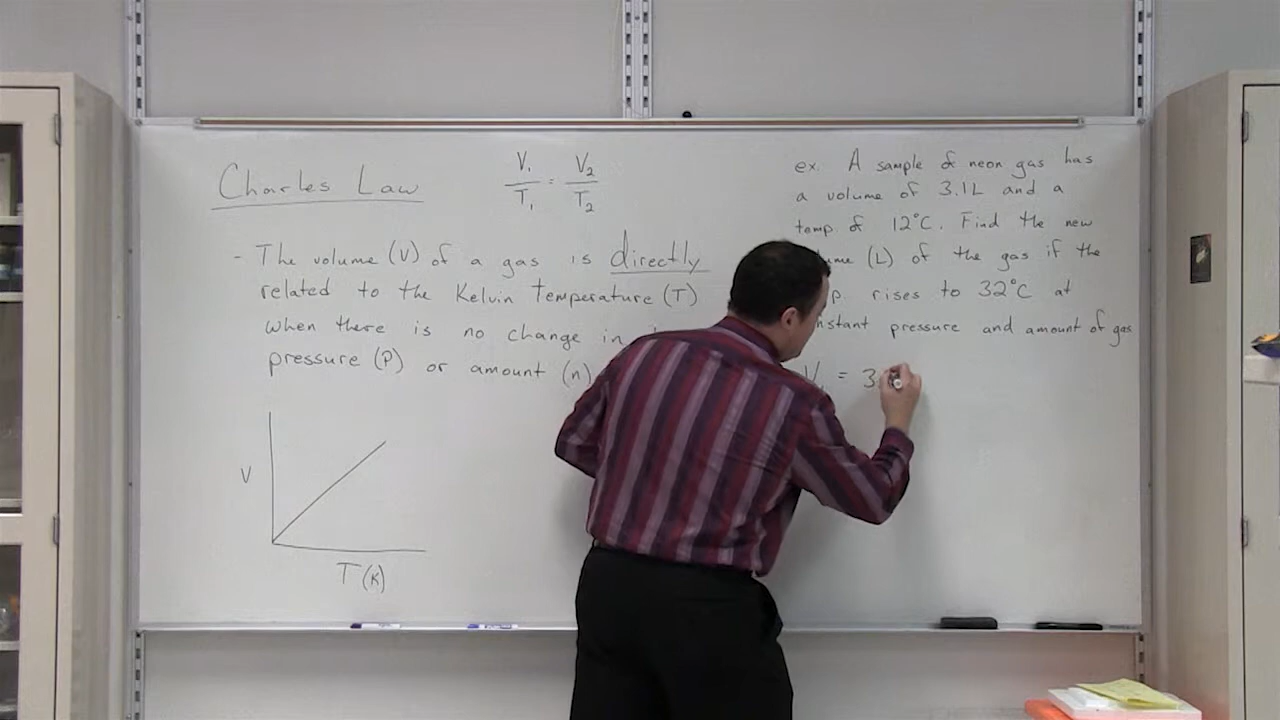 Charles Law
V₁/T₁ = V₂/T₂
- The volume (V) of a gas is directly
related to the Kelvin Temperature (T)
when there is no change in
pressure (P) or amount (n)
V
T (K)
ex. A sample of neon gas has
a volume of 3.1L and a
temp. of 12°C. Find the new
(L) of the gas if the
rises to 32°C at
pressure and amount of gas
V₁ = 3.